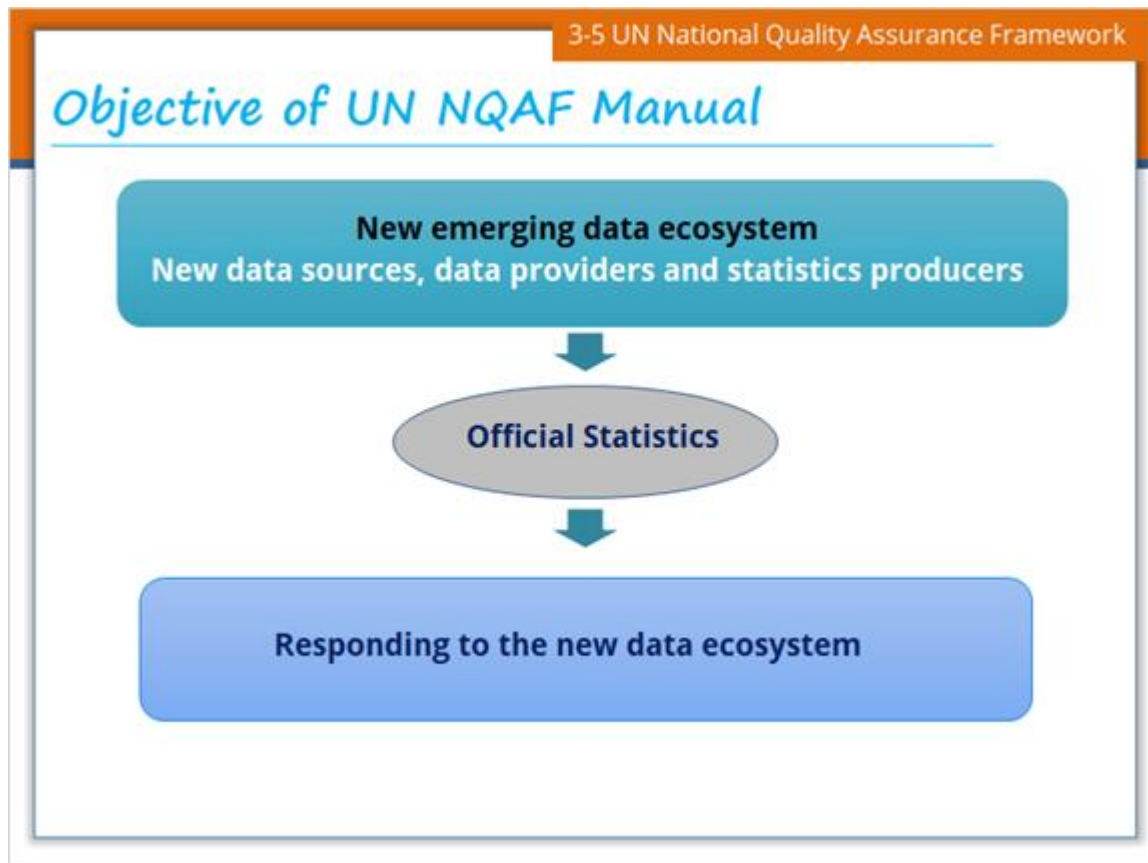 3-5 UN National Quality Assurance Framework
Objective of UN NQAF Manual
New emerging data ecosystem
New data sources, data providers and statistics producers
Official Statistics
Responding to the new data ecosystem